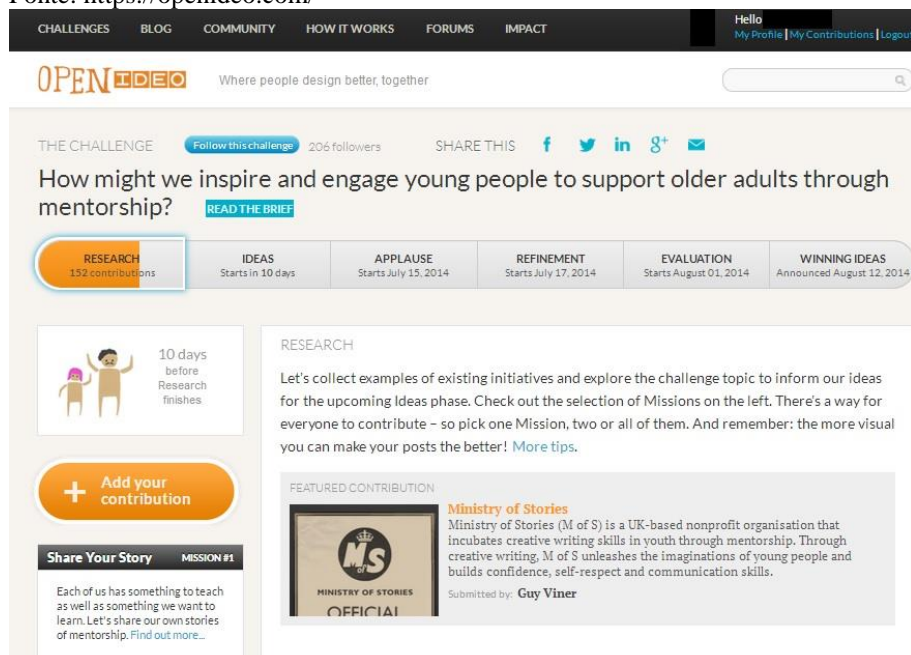 Fonte: https://openideo.com/
CHALLENGES BLOG COMMUNITY HOW IT WORKS FORUMS IMPACT
Hello
My Profile | My Contributions | Logout
OPENIDEO Where people design better, together
THE CHALLENGE Follow this challenge 206 followers SHARE THIS f in g+
How might we inspire and engage young people to support older adults through
mentorship? READ THE BRIEF
RESEARCH
152 contributions
IDEAS
Starts in 10 days
APPLAUSE
Starts July 15, 2014
REFINEMENT
Starts July 17, 2014
EVALUATION
Starts August 01, 2014
WINNING IDEAS
Announced August 12, 2014
10 days
before
Research
finishes
Add your
contribution
Share Your Story MISSION #1
Each of us has something to teach
as well as something we want to
learn. Let's share our own stories
of mentorship. Find out more...
RESEARCH
Let's collect examples of existing initiatives and explore the challenge topic to inform our ideas
for the upcoming Ideas phase. Check out the selection of Missions on the left. There's a way for
everyone to contribute – so pick one Mission, two or all of them. And remember: the more visual
you can make your posts the better! More tips.
FEATURED CONTRIBUTION
M of S
MINISTRY OF STORIES
OFFICIAL
Ministry of Stories
Ministry of Stories (M of S) is a UK-based nonprofit organisation that
incubates creative writing skills in youth through mentorship. Through
creative writing, M of S unleashes the imaginations of young people and
builds confidence, self-respect and communication skills.
Submitted by: Guy Viner